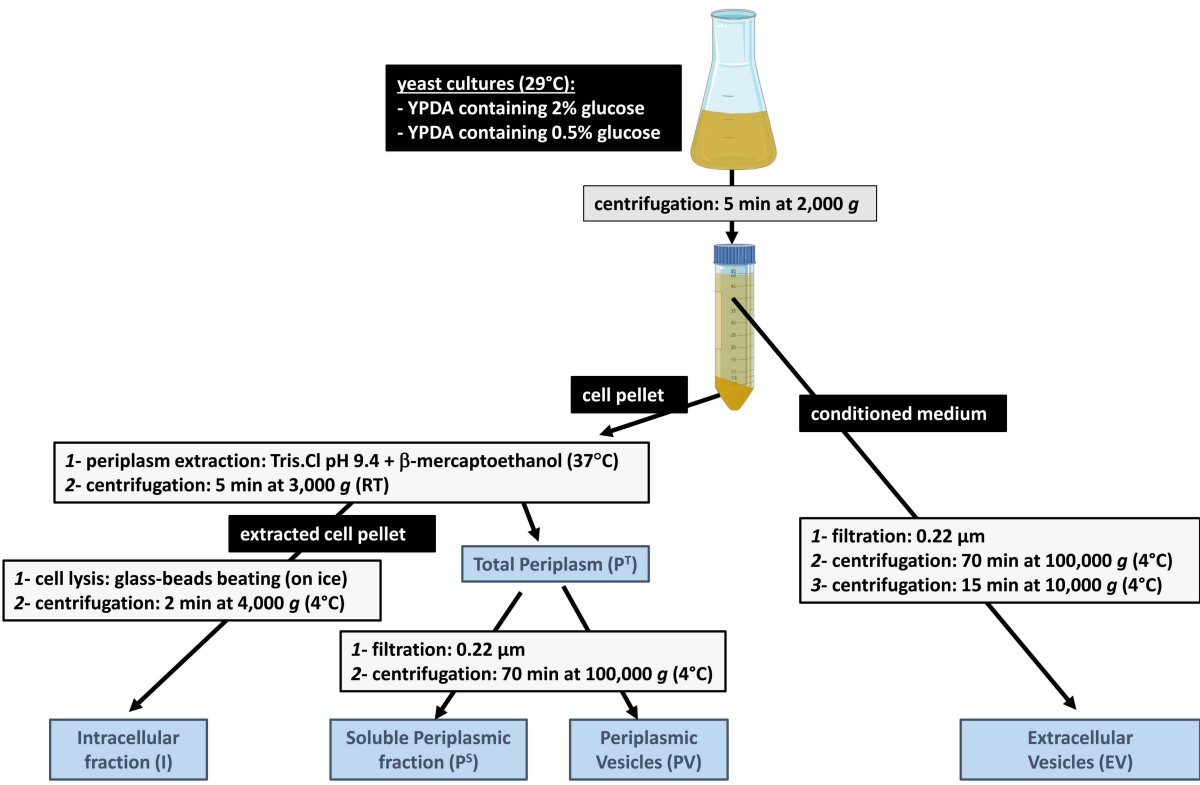 yeast cultures (29°C):
- YPDA containing 2% glucose
- YPDA containing 0.5% glucose
centrifugation: 5 min at 2,000 g
cell pellet
conditioned medium
1- periplasm extraction: Tris.Cl pH 9.4 + β-mercaptoethanol (37°C)
2- centrifugation: 5 min at 3,000 g (RT)
extracted cell pellet
Total Periplasm (Pᵀ)
1- filtration: 0.22 µm
2- centrifugation: 70 min at 100,000 g (4°C)
3- centrifugation: 15 min at 10,000 g (4°C)
1- cell lysis: glass-beads beating (on ice)
2- centrifugation: 2 min at 4,000 g (4°C)
1- filtration: 0.22 µm
2- centrifugation: 70 min at 100,000 g (4°C)
Intracellular
fraction (I)
Soluble Periplasmic
fraction (Pˢ)
Periplasmic
Vesicles (PV)
Extracellular
Vesicles (EV)